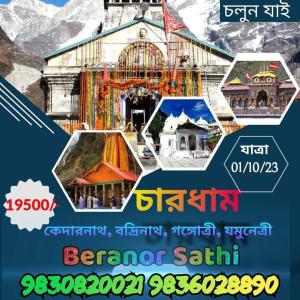 চলুন যাই
যাত্রা
01/10/23
19500/-
চারধাম
কেদারনাথ, বদ্রিনাথ, গঙ্গোত্রী, যমুনেত্রী
Beranor Sathi
9830820021 9836028890